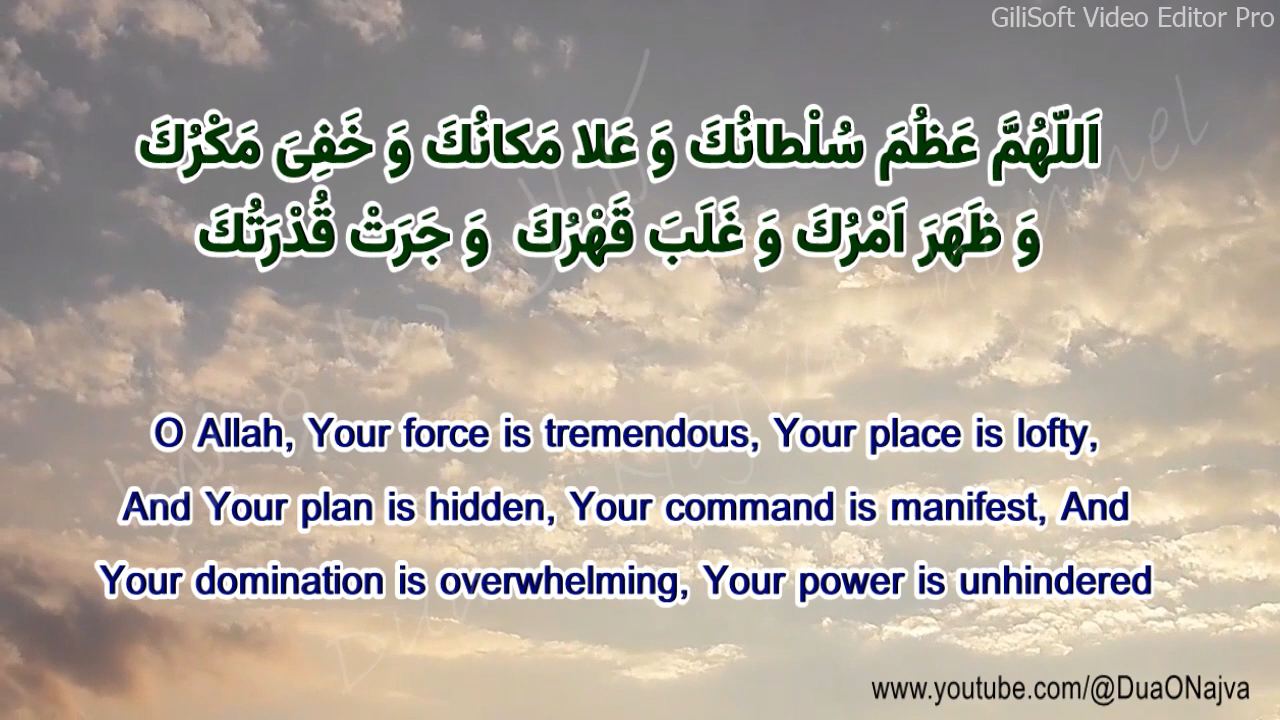 GiliSoft Video Editor Pro
اَللّهُمَّ عَظُمَ سُلْطانُكَ وَ عَلا مَكانُكَ وَ خَفِىَ مَكْرُكَ
وَ ظَهَرَ اَمْرُكَ وَ غَلَبَ قَهْرُكَ وَ جَرَتْ قُدْرَتُكَ
O Allah, Your force is tremendous, Your place is lofty,
And Your plan is hidden, Your command is manifest, And
Your domination is overwhelming, Your power is unhindered
www.youtube.com/@DuaONajva